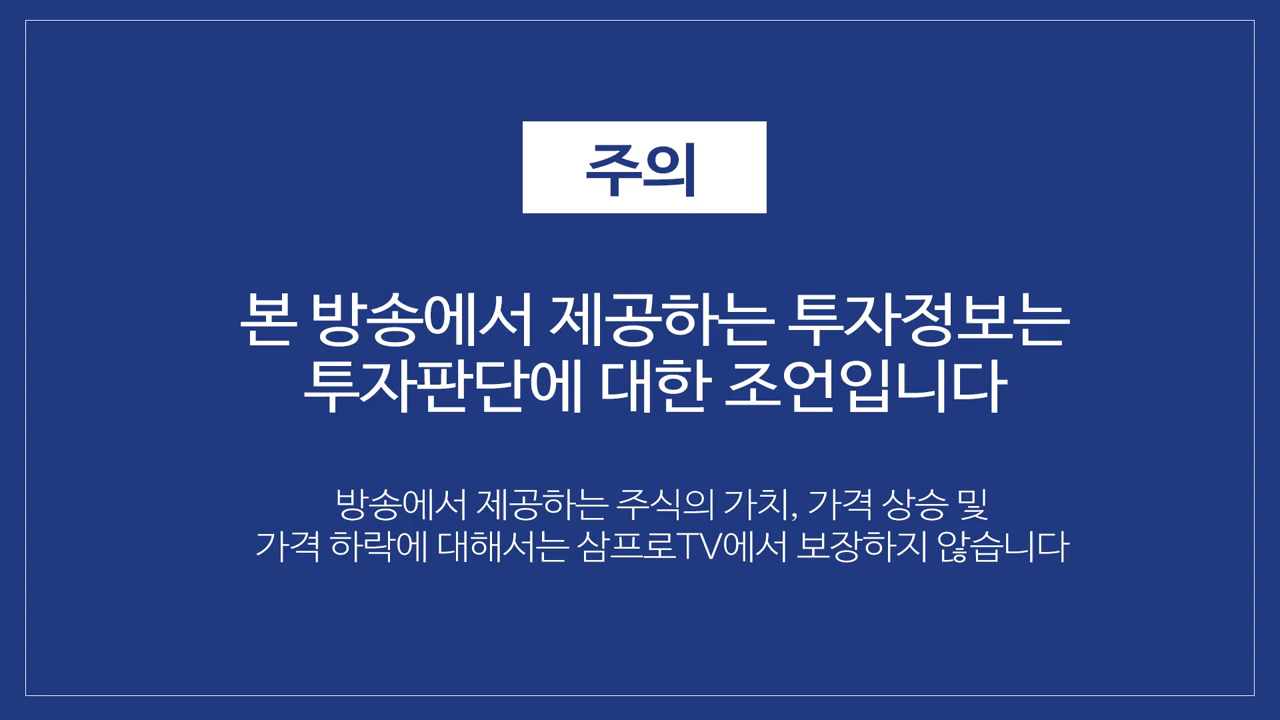 주의
본 방송에서 제공하는 투자정보는
투자판단에 대한 조언입니다
방송에서 제공하는 주식의 가치, 가격 상승 및
가격 하락에 대해서는 삼프로TV에서 보장하지 않습니다